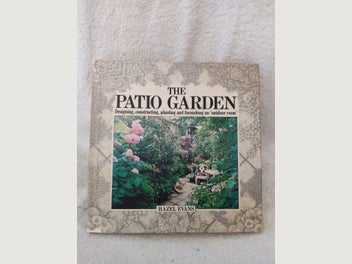 THE
PATIO GARDEN
Designing, constructing, planting and furnishing an 'outdoor room'
HAZEL EVANS